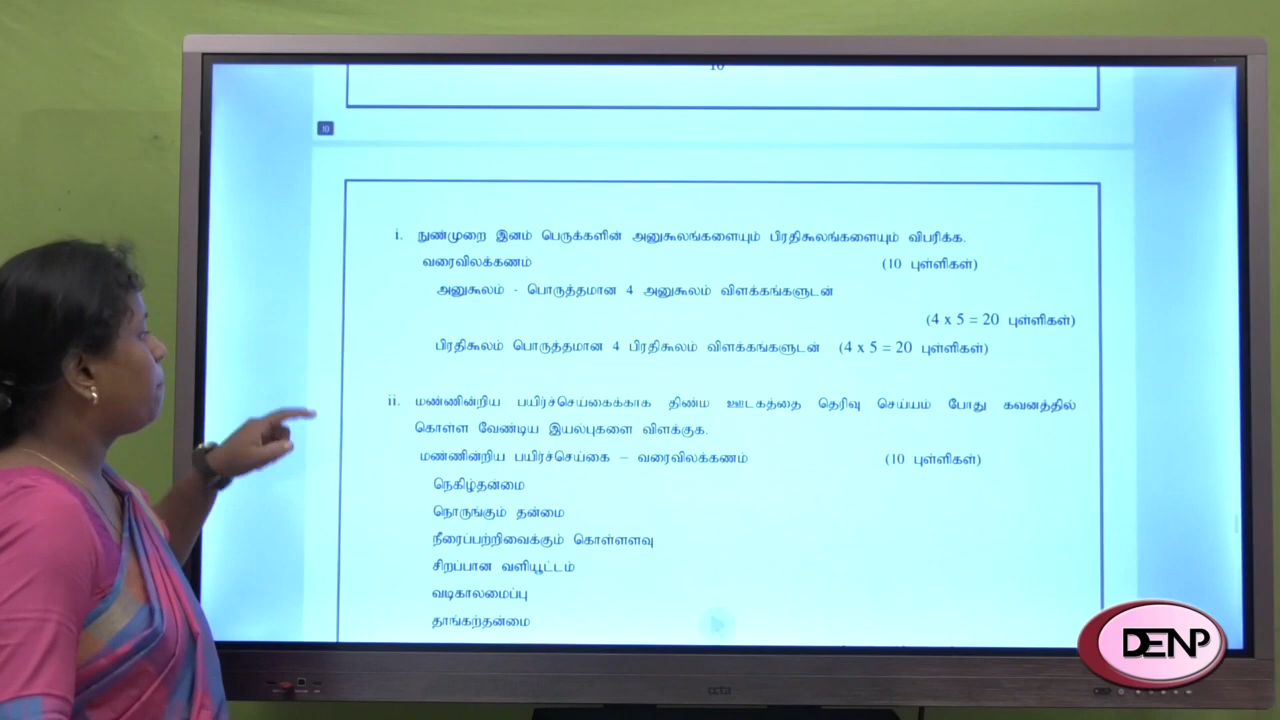 10
10
i. நுண்முறை இனம் பெருக்களின் அனுகூலங்களையும் பிரதிகூலங்களையும் விபரிக்க.
வரைவிலக்கணம் (10 புள்ளிகள்)
அனுகூலம் - பொருத்தமான 4 அனுகூலம் விளக்கங்களுடன்
(4 x 5 = 20 புள்ளிகள்)
பிரதிகூலம் பொருத்தமான 4 பிரதிகூலம் விளக்கங்களுடன் (4 x 5 = 20 புள்ளிகள்)
ii. மண்ணின்றிய பயிர்ச்செய்கைக்காக திண்ம ஊடகத்தை தெரிவு செய்யம் போது கவனத்தில்
கொள்ள வேண்டிய இயல்புகளை விளக்குக.
மண்ணின்றிய பயிர்ச்செய்கை – வரைவிலக்கணம் (10 புள்ளிகள்)
நெகிழ்தன்மை
நொருங்கும் தன்மை
நீரைப்பற்றிவைக்கும் கொள்ளளவு
சிறப்பான வளியூட்டம்
வடிகாலமைப்பு
தாங்கற்தன்மை
DENP